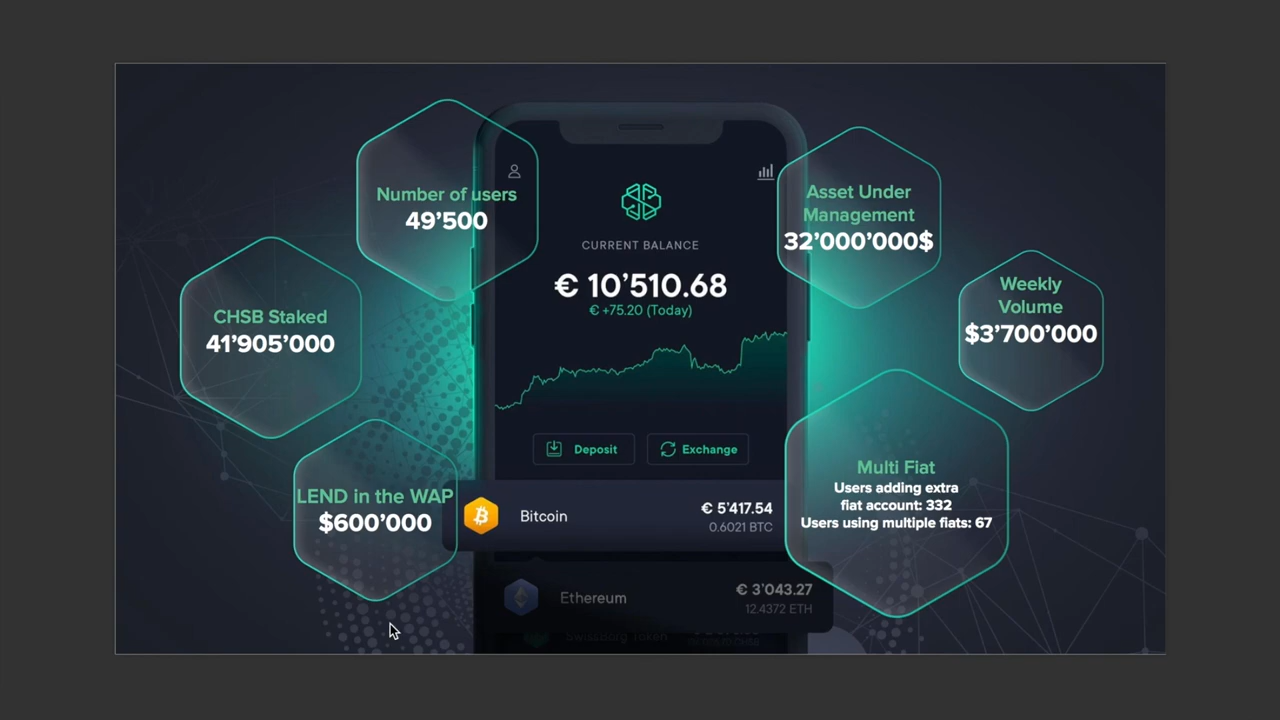 Number of users
49’500
Asset Under
Management
32’000’000$
CURRENT BALANCE
€ 10’510.68
€ +75.20 (Today)
Weekly
Volume
$3’700’000
CHSB Staked
41’905’000
Deposit
Exchange
LEND in the WAP
$600’000
Multi Fiat
Users adding extra
fiat account: 332
Users using multiple fiats: 67
Bitcoin
€ 5’417.54
0.6021 BTC
Ethereum
€ 3’043.27
12.4372 ETH
SwissBorg Token